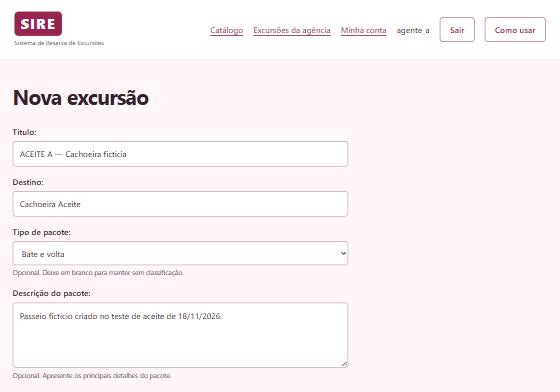 SIRE
Sistema de Reserva de Excursões
Catálogo Excursões da agência Minha conta agente_a Sair Como usar
Nova excursão
Título:
ACEITE A — Cachoeira fictícia
Destino:
Cachoeira Aceite
Tipo de pacote:
Bate e volta
Opcional. Deixe em branco para manter sem classificação.
Descrição do pacote:
Passeio fictício criado no teste de aceite de 18/11/2026.
Opcional. Apresente os principais detalhes do pacote.